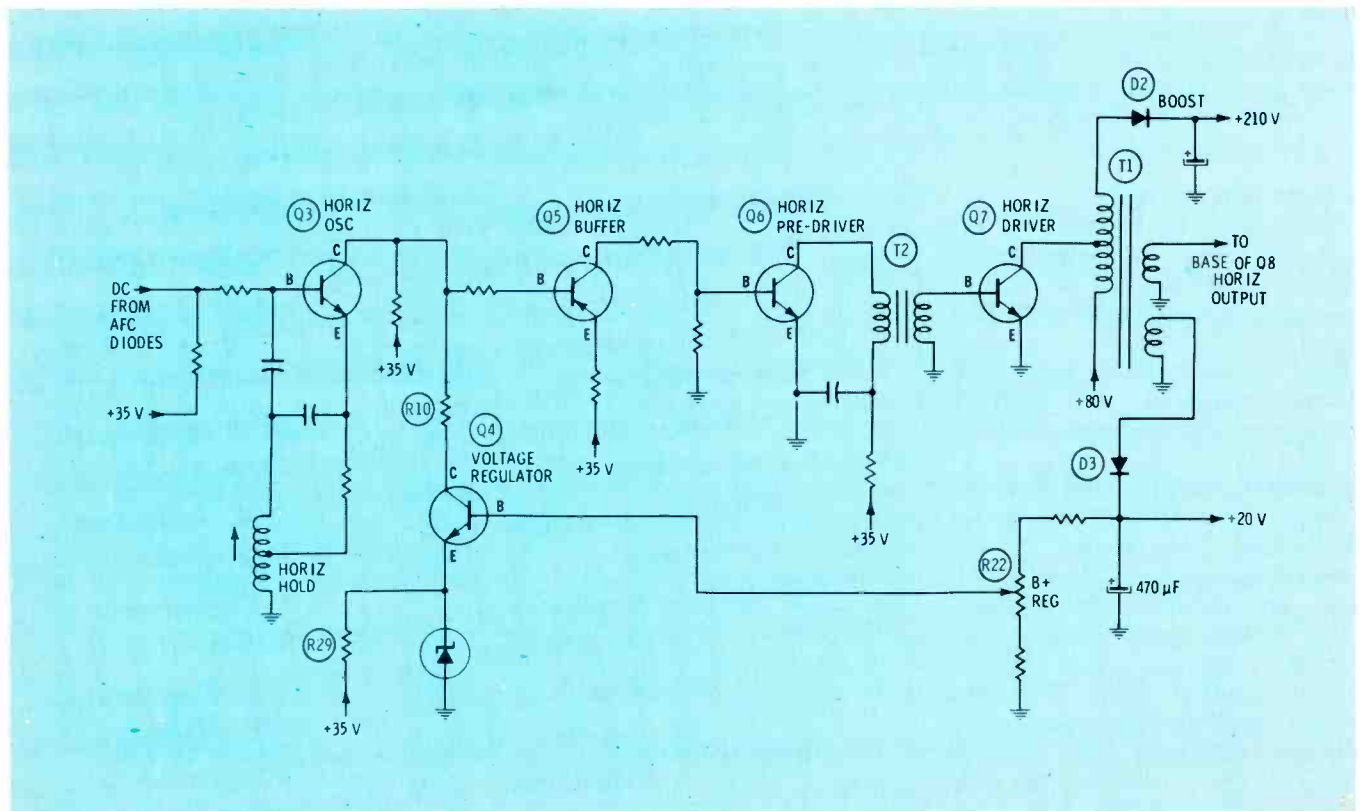 D2
BOOST
+210 V
T1
Q3
HORIZ
OSC
Q5
HORIZ
BUFFER
Q6
HORIZ
PRE-DRIVER
T2
Q7
HORIZ
DRIVER
C
C
C
C
TO
BASE OF Q8
HORIZ
OUTPUT
DC
FROM
AFC
DIODES
B
B
B
B
E
E
E
E
+35 V
+35 V
R10
Q4
VOLTAGE
REGULATOR
+35 V
+80 V
D3
C
B
E
+35 V
+20 V
HORIZ
HOLD
R22
B+
REG
+
470 µF
R29
+35 V